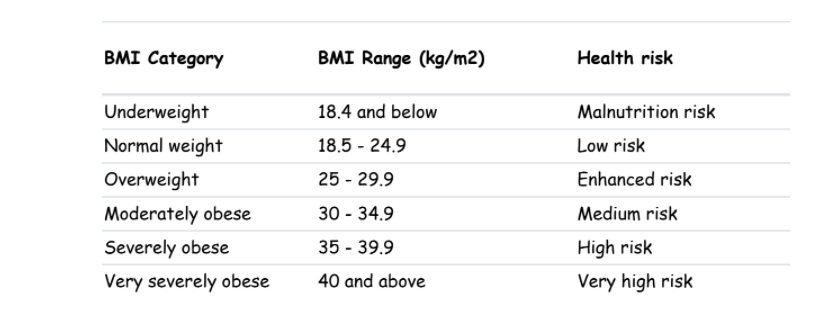 BMI Category BMI Range (kg/m2) Health risk
Underweight 18.4 and below Malnutrition risk
Normal weight 18.5 - 24.9 Low risk
Overweight 25 - 29.9 Enhanced risk
Moderately obese 30 - 34.9 Medium risk
Severely obese 35 - 39.9 High risk
Very severely obese 40 and above Very high risk